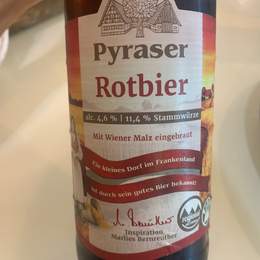 Pyraser
Rotbier
alc. 4,6 % | 11,4 % Stammwürze
Mit Wiener Malz eingebraut
Ein kleines Dorf im Frankenland
Ist durch sein gutes Bier bekannt!
Inspiration
Marlies Bernreuther